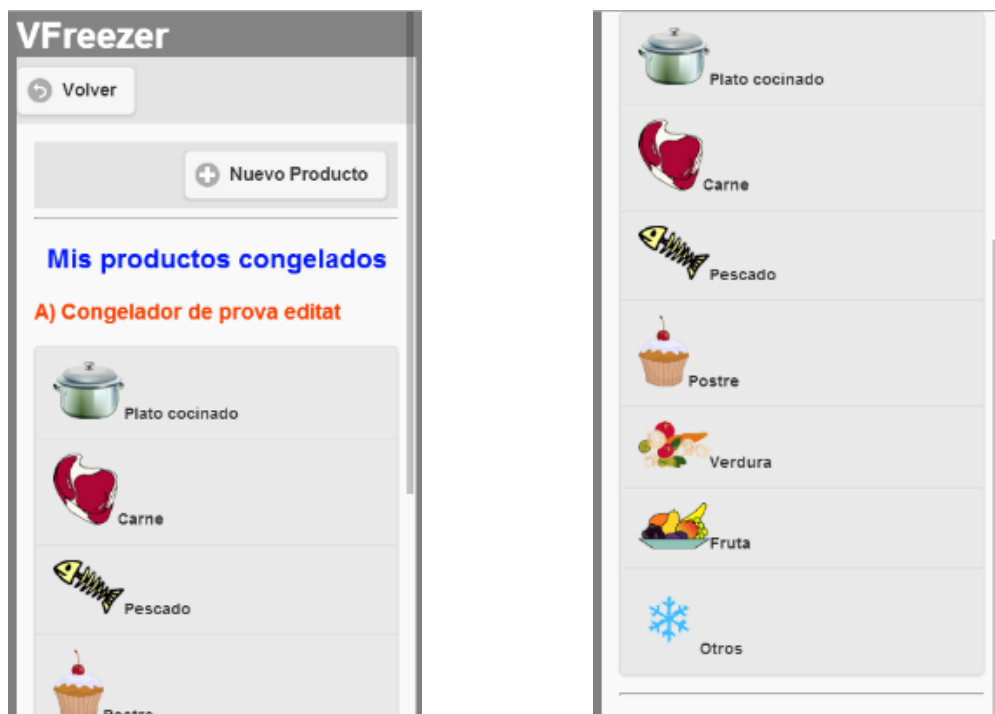 VFreezer
Volver
Nuevo Producto
Mis productos congelados
A) Congelador de prova editat
Plato cocinado
Carne
Pescado
Postre
Plato cocinado
Carne
Pescado
Postre
Verdura
Fruta
Otros